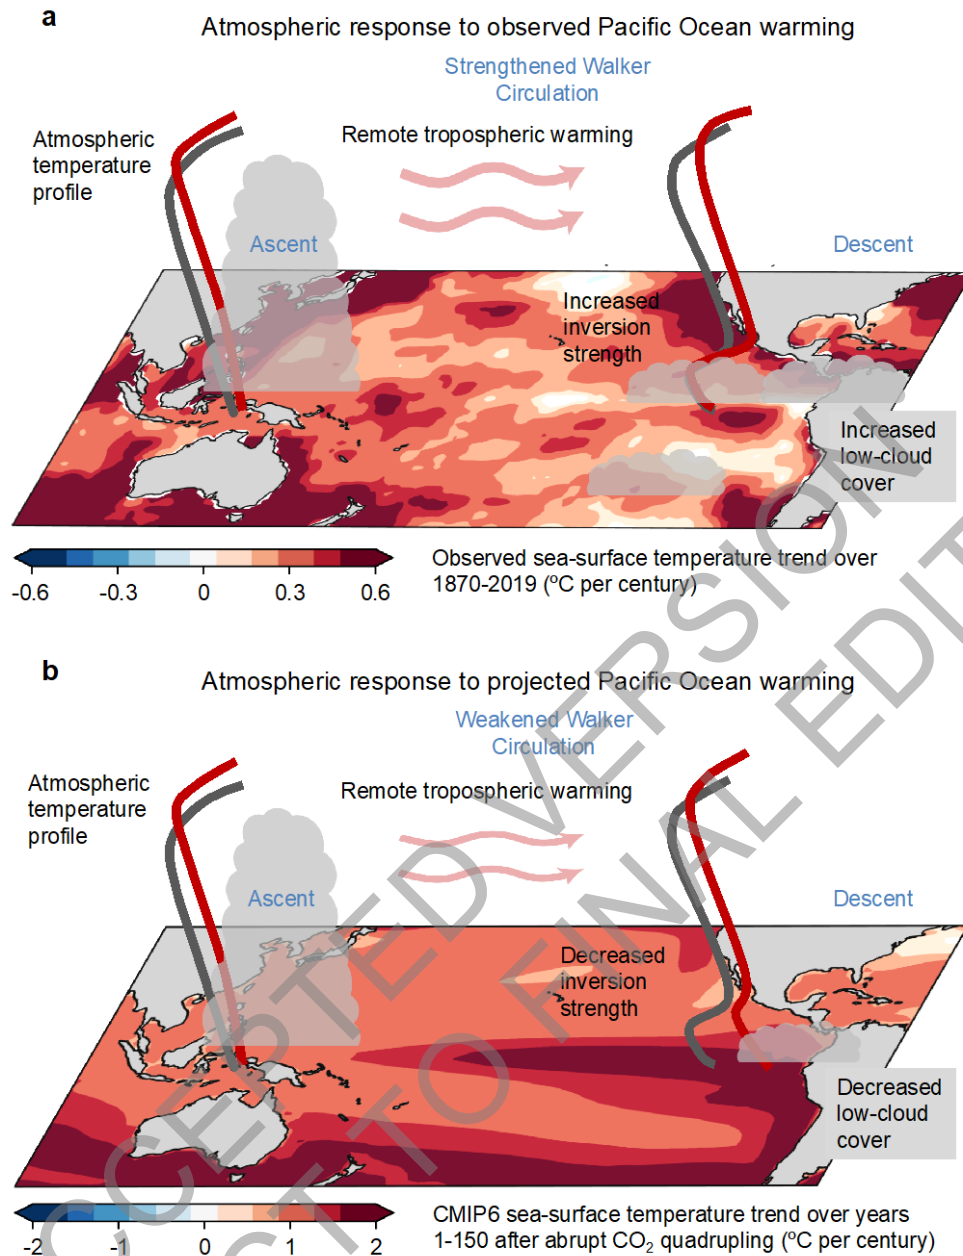 a
Atmospheric response to observed Pacific Ocean warming
Strengthened Walker
Circulation
Atmospheric
temperature
profile
Remote tropospheric warming
Ascent
Descent
Increased
inversion
strength
Increased
low-cloud
cover
-0.6 -0.3 0 0.3 0.6
Observed sea-surface temperature trend over
1870-2019 (ºC per century)
b
Atmospheric response to projected Pacific Ocean warming
Weakened Walker
Circulation
Atmospheric
temperature
profile
Remote tropospheric warming
Ascent
Descent
Decreased
inversion
strength
Decreased
low-cloud
cover
-2 -1 0 1 2
CMIP6 sea-surface temperature trend over years
1-150 after abrupt CO₂ quadrupling (ºC per century)
VERSION
FINAL